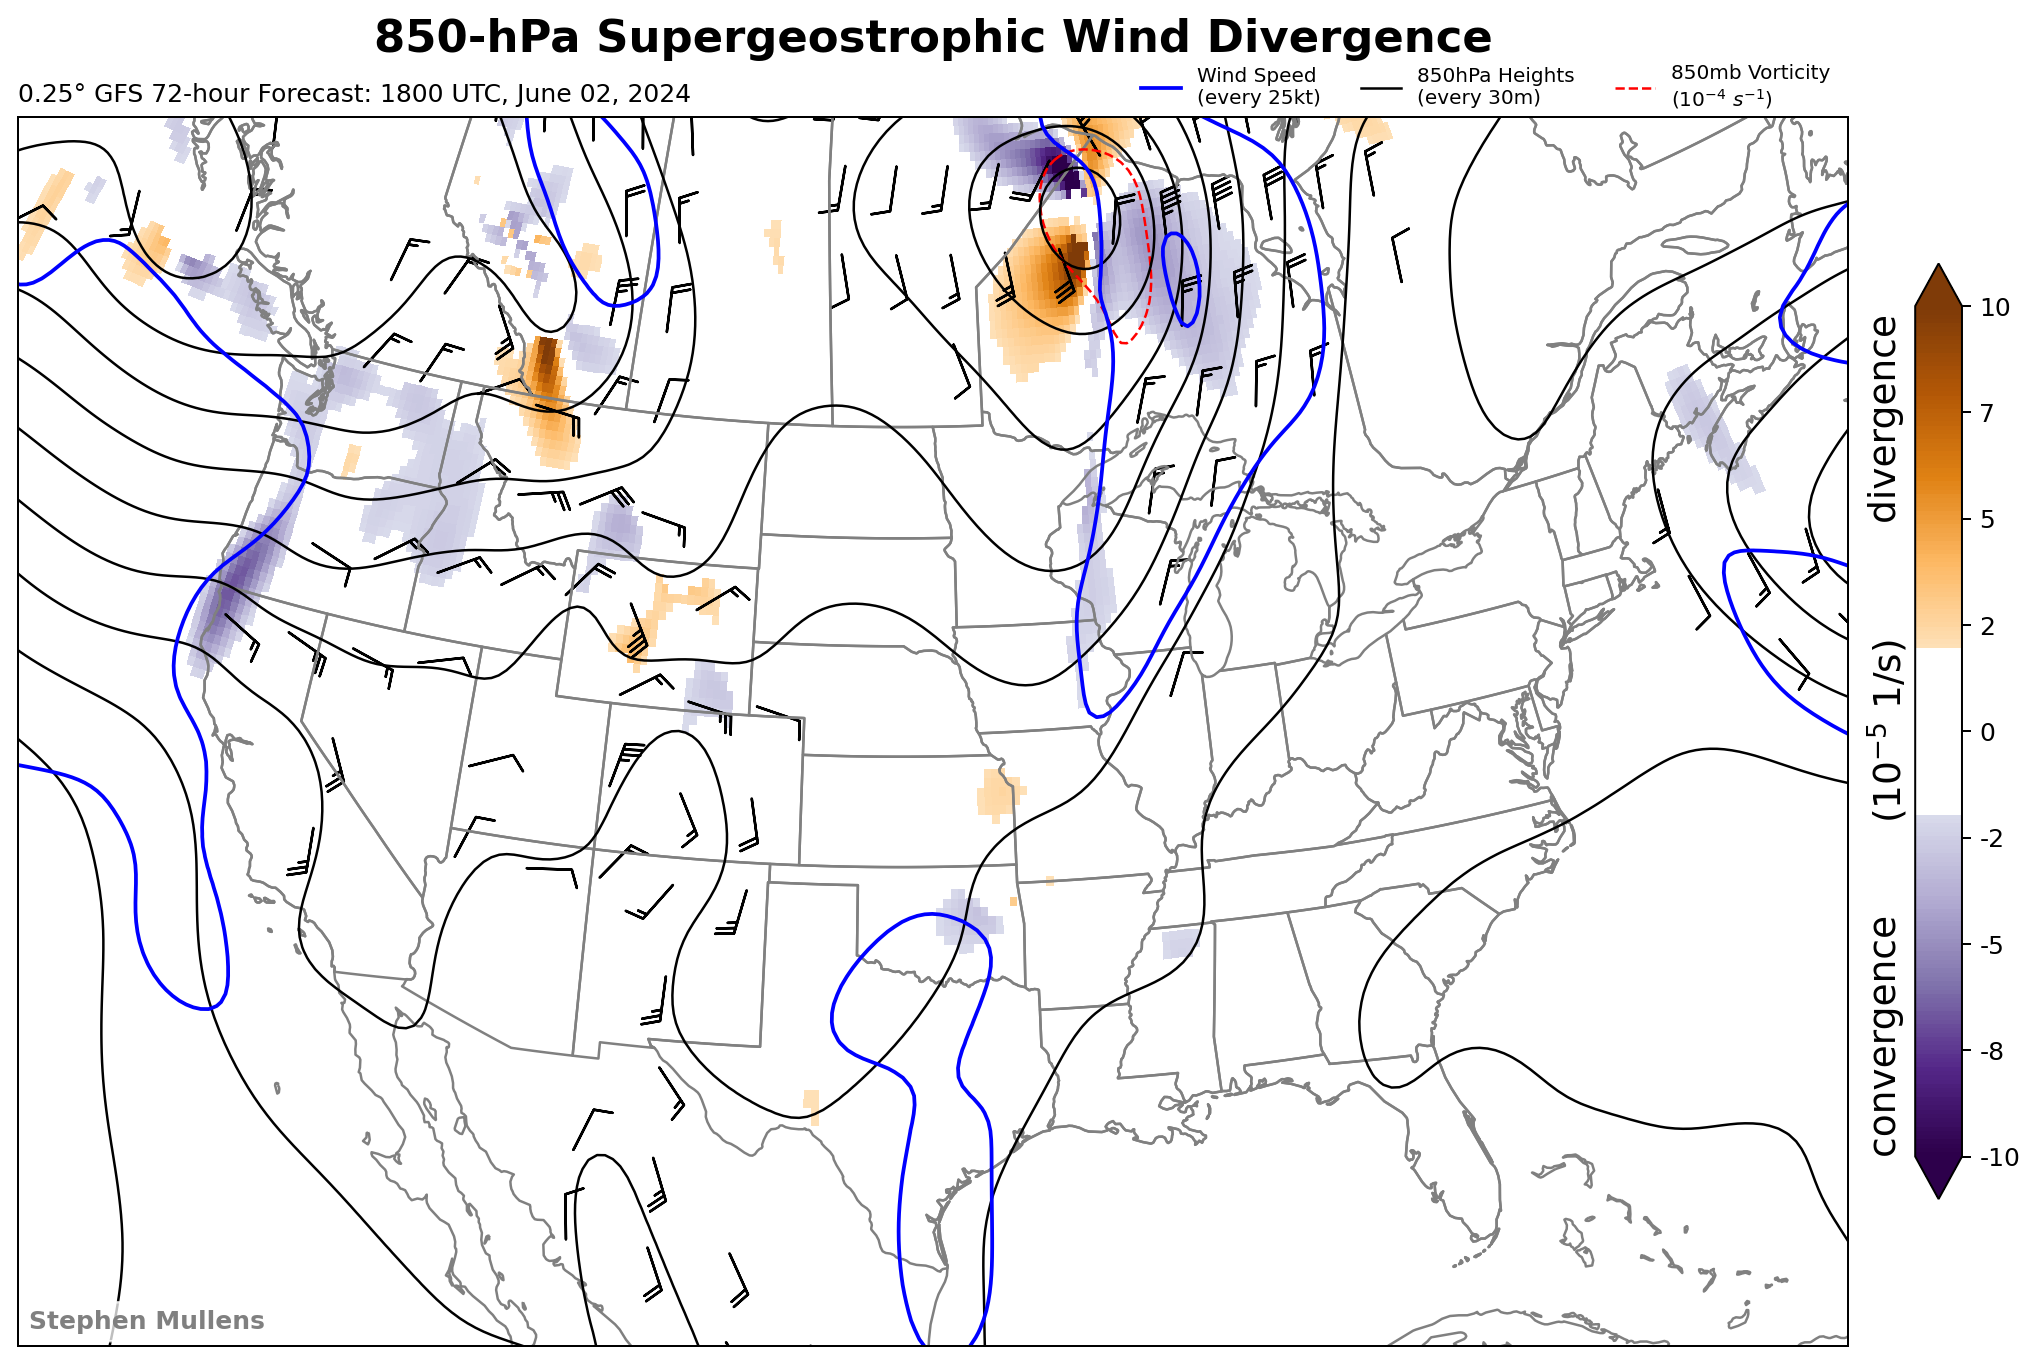 850-hPa Supergeostrophic Wind Divergence
0.25° GFS 72-hour Forecast: 1800 UTC, June 02, 2024
Wind Speed
(every 25kt)
850hPa Heights
(every 30m)
850mb Vorticity
(10⁻⁴ s⁻¹)
10
7
5
2
0
-2
-5
-8
-10
convergence (10⁻⁵ 1/s) divergence
Stephen Mullens